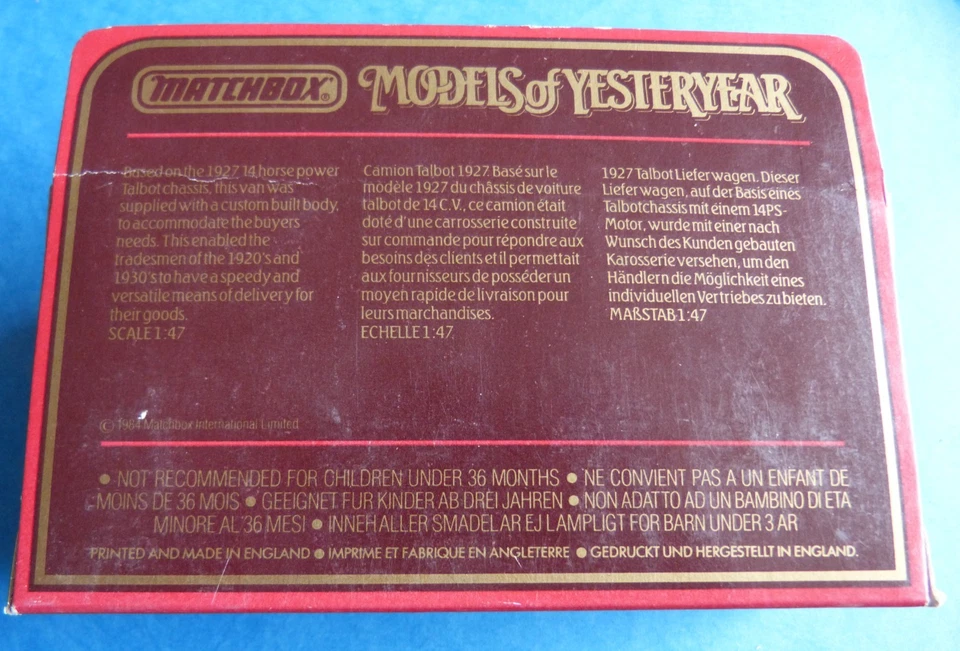 MATCHBOX® MODELS of YESTERYEAR
Based on the 1927 14 horse power
Talbot chassis, this van was
supplied with a custom built body,
to accommodate the buyers
needs. This enabled the
tradesmen of the 1920's and
1930's to have a speedy and
versatile means of delivery for
their goods.
SCALE 1:47
Camion Talbot 1927. Basé sur le
modèle 1927 du châssis de voiture
talbot de 14 C.V., ce camion était
doté d'une carrosserie construite
sur commande pour répondre aux
besoins des clients et il permettait
aux fournisseurs de posséder un
moyen rapide de livraison pour
leurs marchandises.
ECHELLE 1:47.
1927 Talbot Lieferwagen. Dieser
Lieferwagen, auf der Basis eines
Talbotchassis mit einem 14PS-
Motor, wurde mit einer nach
Wunsch des Kunden gebauten
Karosserie versehen, um den
Händlern die Möglichkeit eines
individuellen Vertriebes zu bieten.
MAßSTAB 1:47
© 1984 Matchbox International Limited
• NOT RECOMMENDED FOR CHILDREN UNDER 36 MONTHS • NE CONVIENT PAS A UN ENFANT DE
MOINS DE 36 MOIS • GEEIGNET FUR KINDER AB DREI JAHREN • NON ADATTO AD UN BAMBINO DI ETA
MINORE AL 36 MESI • INNEHALLER SMADELAR EJ LAMPLIGT FOR BARN UNDER 3 AR
PRINTED AND MADE IN ENGLAND • IMPRIME ET FABRIQUE EN ANGLETERRE • GEDRUCKT UND HERGESTELLT IN ENGLAND.